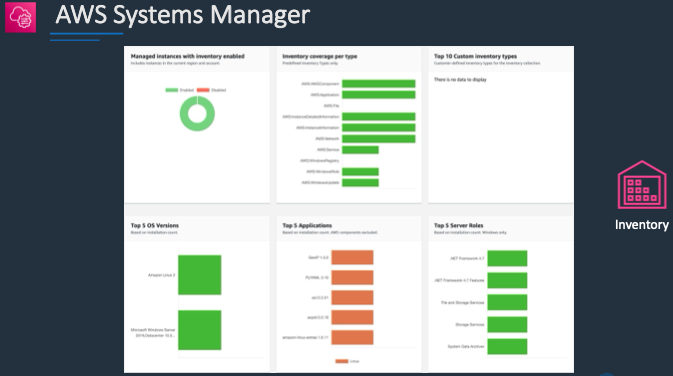 AWS Systems Manager
Managed instances with inventory enabled
Includes instances in the current region and account.
Enabled
Disabled
Inventory coverage per type
Predefined inventory types only.
AWS:AWSComponent
AWS:Application
AWS:File
AWS:InstanceDetailedInformation
AWS:InstanceInformation
AWS:Network
AWS:Service
AWS:WindowsRegistry
AWS:WindowsRole
AWS:WindowsUpdate
Top 10 Custom inventory types
Customer-defined inventory types for the inventory collection.
There is no data to display
Inventory
Top 5 OS Versions
Based on installation count.
Amazon Linux 2
Microsoft Windows Server
2019 Datacenter 10.0...
Top 5 Applications
Based on installation count. AWS components excluded
Linux
Top 5 Server Roles
Based on installation count. Windows only.
.NET Framework 4.7
.NET Framework 4.7 Features
File and Storage Services
Storage Services
System Data Archiver